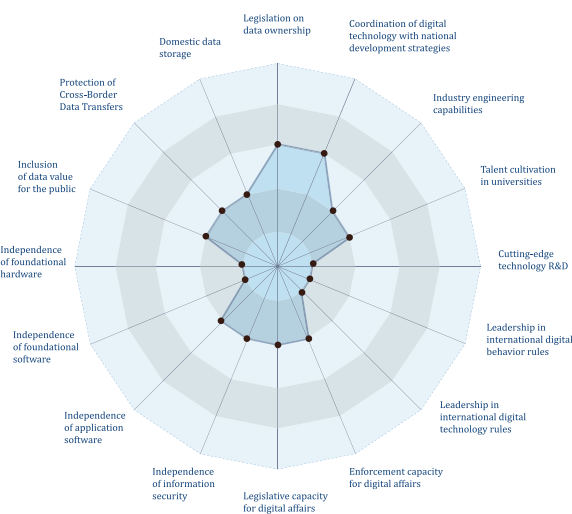 Legislation on
data ownership
Coordination of digital
technology with national
development strategies
Industry engineering
capabilities
Talent cultivation
in universities
Cutting-edge
technology R&D
Leadership in
international digital
behavior rules
Leadership in
international digital
technology rules
Enforcement capacity
for digital affairs
Legislative capacity
for digital affairs
Independence
of information
security
Independence
of application
software
Independence
of foundational
software
Independence
of foundational
hardware
Inclusion
of data value
for the public
Protection of
Cross-Border
Data Transfers
Domestic data
storage